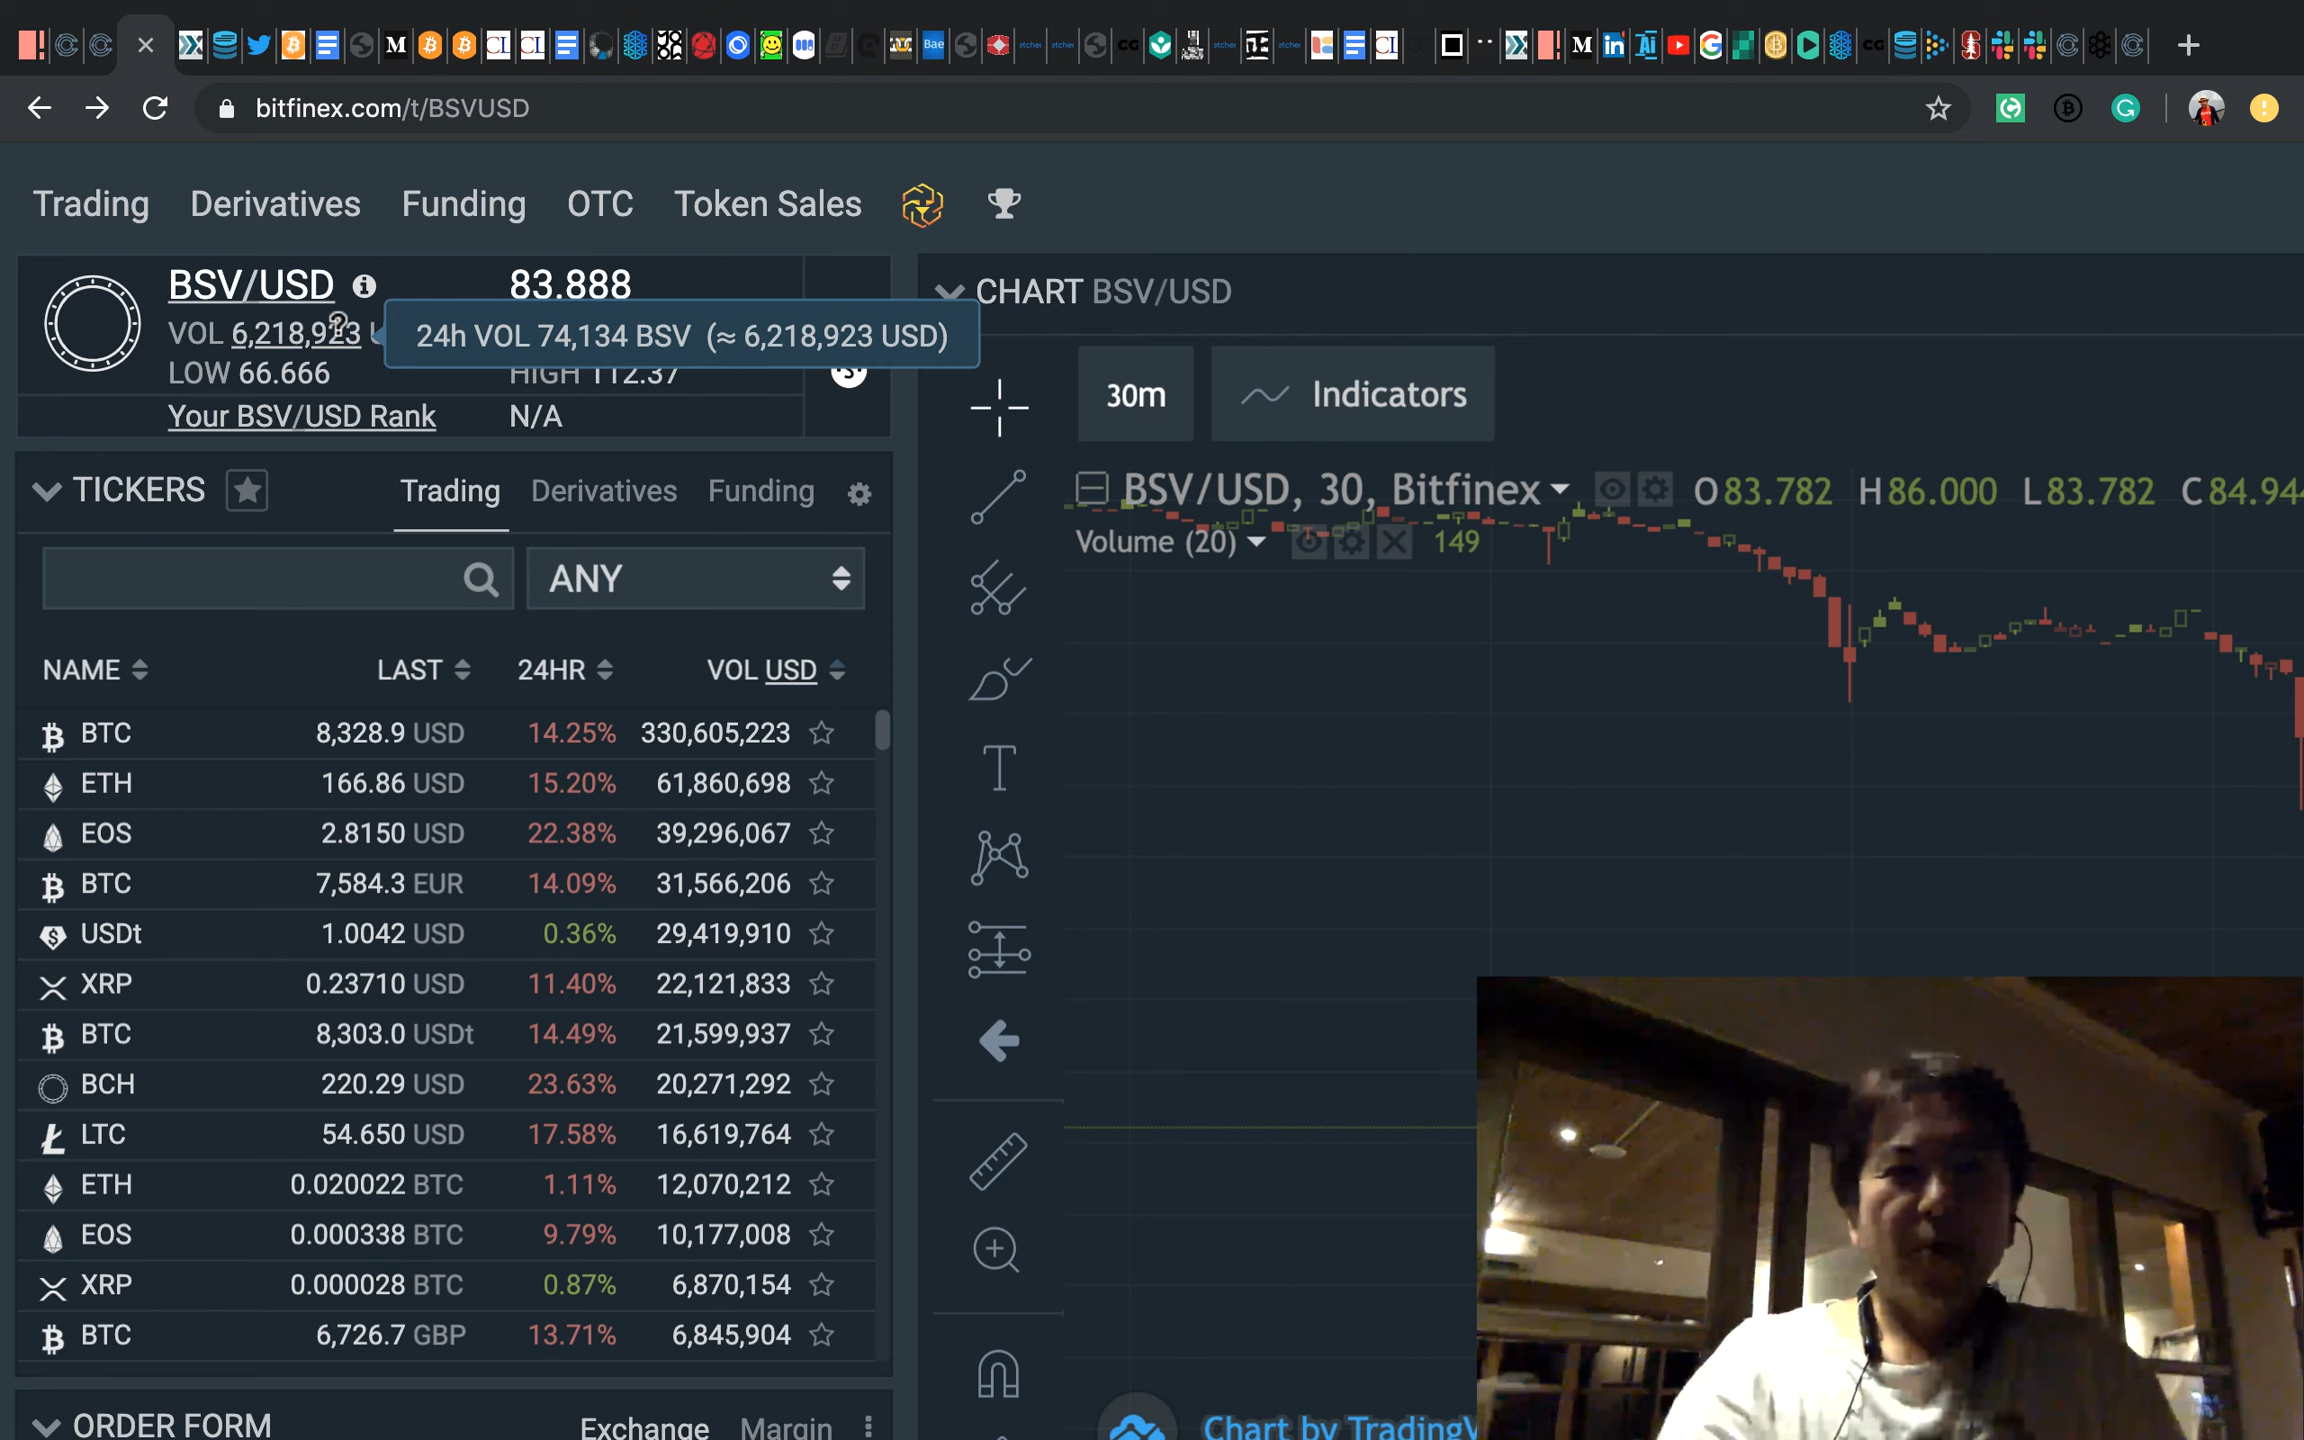 bitfinex.com/t/BSVUSD
Trading Derivatives Funding OTC Token Sales
BSV/USD 83.888
VOL 6,218,923
24h VOL 74,134 BSV (≈ 6,218,923 USD)
LOW 66.666 HIGH 112.37
Your BSV/USD Rank N/A
CHART BSV/USD
30m Indicators
BSV/USD, 30, Bitfinex O83.782 H86.000 L83.782 C84.944
Volume (20) 149
TICKERS Trading Derivatives Funding
ANY
NAME LAST 24HR VOL USD
BTC 8,328.9 USD 14.25% 330,605,223
ETH 166.86 USD 15.20% 61,860,698
EOS 2.8150 USD 22.38% 39,296,067
BTC 7,584.3 EUR 14.09% 31,566,206
USDt 1.0042 USD 0.36% 29,419,910
XRP 0.23710 USD 11.40% 22,121,833
BTC 8,303.0 USDt 14.49% 21,599,937
BCH 220.29 USD 23.63% 20,271,292
LTC 54.650 USD 17.58% 16,619,764
ETH 0.020022 BTC 1.11% 12,070,212
EOS 0.000338 BTC 9.79% 10,177,008
XRP 0.000028 BTC 0.87% 6,870,154
BTC 6,726.7 GBP 13.71% 6,845,904
ORDER FORM Exchange Margin
Chart by TradingV